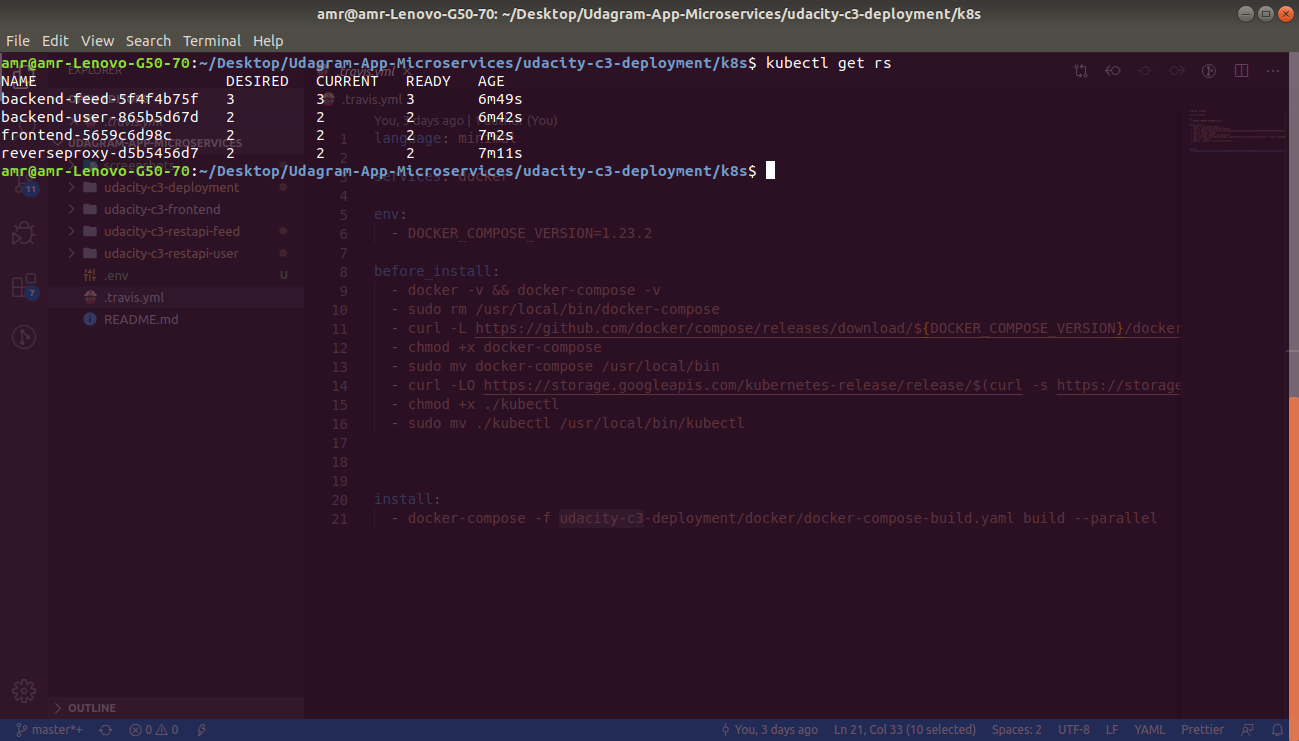 amr@amr-Lenovo-G50-70: ~/Desktop/Udagram-App-Microservices/udacity-c3-deployment/k8s
File Edit View Search Terminal Help
amr@amr-Lenovo-G50-70:~/Desktop/Udagram-App-Microservices/udacity-c3-deployment/k8s$ kubectl get rs
NAME DESIRED CURRENT READY AGE
backend-feed-5f4f4b75f 3 3 3 6m49s
backend-user-865b5d67d 2 2 2 6m42s
frontend-5659c6d98c 2 2 2 7m2s
reverseproxy-d5b5456d7 2 2 2 7m11s
amr@amr-Lenovo-G50-70:~/Desktop/Udagram-App-Microservices/udacity-c3-deployment/k8s$
EXPLORER
.travis.yml
UDAGRAM-APP-MICROSERVICES
screenshots
udacity-c3-deployment
udacity-c3-frontend
udacity-c3-restapi-feed
udacity-c3-restapi-user
.env U
.travis.yml
README.md
OUTLINE
11
7
.travis.yml
.travis.yml
You, 3 days ago | (You)
1 language: minimal
2
services: docker
4
5 env:
6 - DOCKER_COMPOSE_VERSION=1.23.2
7
8 before_install:
9 - docker -v && docker-compose -v
10 - sudo rm /usr/local/bin/docker-compose
11 - curl -L https://github.com/docker/compose/releases/download/${DOCKER_COMPOSE_VERSION}/docker
12 - chmod +x docker-compose
13 - sudo mv docker-compose /usr/local/bin
14 - curl -LO https://storage.googleapis.com/kubernetes-release/release/$(curl -s https://storage
15 - chmod +x ./kubectl
16 - sudo mv ./kubectl /usr/local/bin/kubectl
17
18
19
20 install:
21 - docker-compose -f udacity-c3-deployment/docker/docker-compose-build.yaml build --parallel
master*+ 0 0 You, 3 days ago Ln 21, Col 33 (10 selected) Spaces: 2 UTF-8 LF YAML Prettier